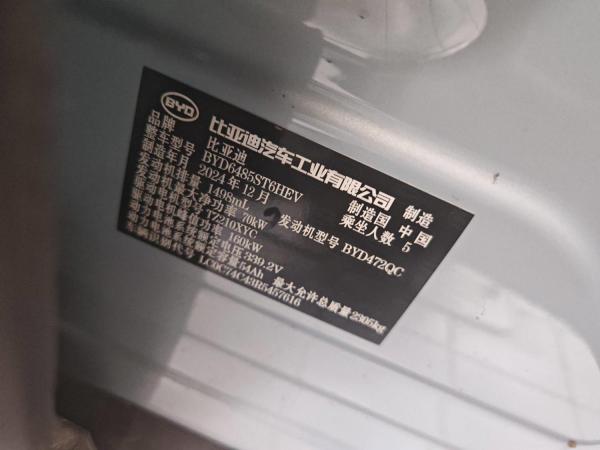 BYD
比亚迪汽车工业有限公司 制造
品牌 比亚迪 制造国 中国
整车型号 BYD6485ST6HEV 乘坐人数 5
制造年月 2024年12月
发动机排量 1498mL 发动机型号 BYD472QC
发动机最大净功率 70kW
驱动电机型号 TZ210XYC
驱动电机峰值功率 160kW
动力电池系统额定电压 339.2V
动力电池系统额定容量 54Ah 最大允许总质量 2305kg
车辆识别代号 LC0C74C43R5457616